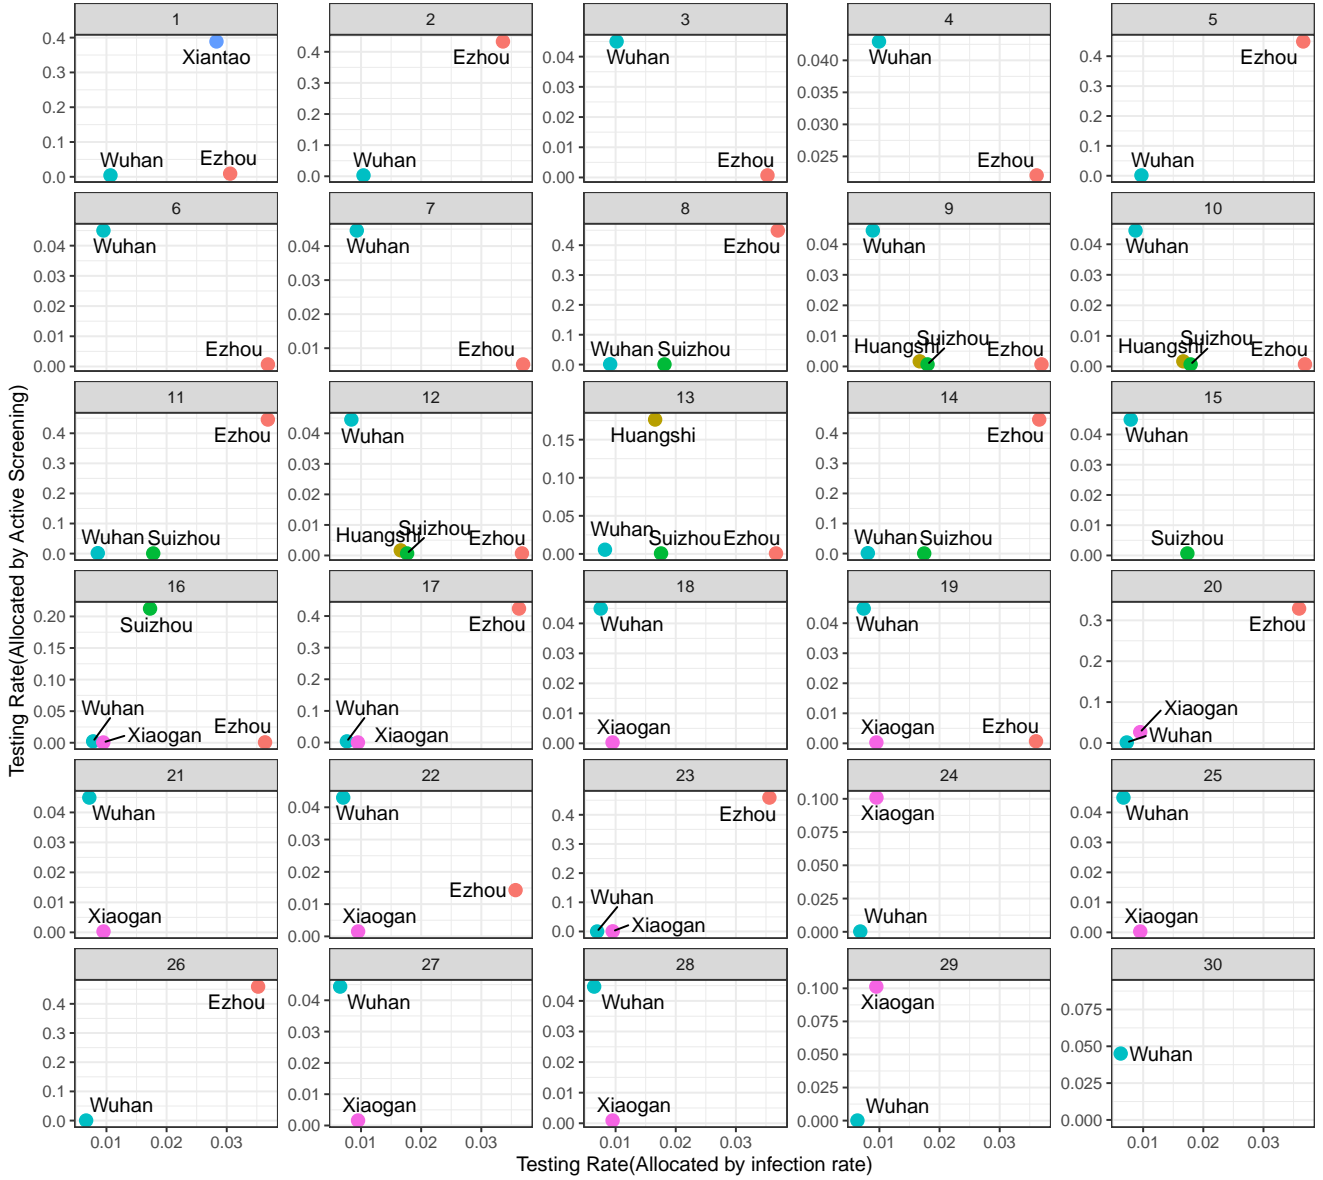 1 2 3 4 5
0.4 Xiantao
0.3
0.2
0.1
0.0
Wuhan Ezhou
0.4 Ezhou
0.3
0.2
0.1
0.0
Wuhan
0.04 Wuhan
0.03
0.02
0.01
0.00
Ezhou
Wuhan
0.040
0.035
0.030
0.025
Ezhou
0.4 Ezhou
0.3
0.2
0.1
0.0
Wuhan
6 7 8 9 10
0.04 Wuhan
0.03
0.02
0.01
0.00
Ezhou
0.04 Wuhan
0.03
0.02
0.01
Ezhou
0.4 Ezhou
0.3
0.2
0.1
0.0
Wuhan Suizhou
0.04 Wuhan
0.03
0.02
0.01
0.00
Huangshi Suizhou Ezhou
0.04 Wuhan
0.03
0.02
0.01
0.00
Huangshi Suizhou Ezhou
11 12 13 14 15
0.4 Ezhou
0.3
0.2
0.1
0.0
Wuhan Suizhou
0.04 Wuhan
0.03
0.02
0.01
0.00
Huangshi Suizhou Ezhou
0.15 Huangshi
0.10
0.05
0.00
Wuhan Suizhou Ezhou
0.4 Ezhou
0.3
0.2
0.1
0.0
Wuhan Suizhou
0.04 Wuhan
0.03
0.02
0.01
0.00
Suizhou
16 17 18 19 20
0.20 Suizhou
0.15
0.10
0.05
0.00
Wuhan Xiaogan Ezhou
0.4 Ezhou
0.3
0.2
0.1
0.0
Wuhan Xiaogan
0.04 Wuhan
0.03
0.02
0.01
0.00
Xiaogan
0.04 Wuhan
0.03
0.02
0.01
0.00
Xiaogan Ezhou
0.3 Ezhou
0.2
0.1
0.0
Xiaogan
Wuhan
21 22 23 24 25
0.04 Wuhan
0.03
0.02
0.01
0.00
Xiaogan
0.04 Wuhan
0.03
0.02
0.01
0.00
Ezhou
Xiaogan
0.4 Ezhou
0.3
0.2
0.1
0.0
Wuhan
Xiaogan
0.100 Xiaogan
0.075
0.050
0.025
0.000
Wuhan
0.04 Wuhan
0.03
0.02
0.01
0.00
Xiaogan
26 27 28 29 30
0.4 Ezhou
0.3
0.2
0.1
0.0
Wuhan
0.04 Wuhan
0.03
0.02
0.01
0.00
Xiaogan
0.04 Wuhan
0.03
0.02
0.01
0.00
Xiaogan
0.100 Xiaogan
0.075
0.050
0.025
0.000
Wuhan
0.075
0.050 Wuhan
0.025
0.000
0.01 0.02 0.03 0.01 0.02 0.03 0.01 0.02 0.03 0.01 0.02 0.03 0.01 0.02 0.03
Testing Rate(Allocated by infection rate)
Testing Rate(Allocated by Active Screening)